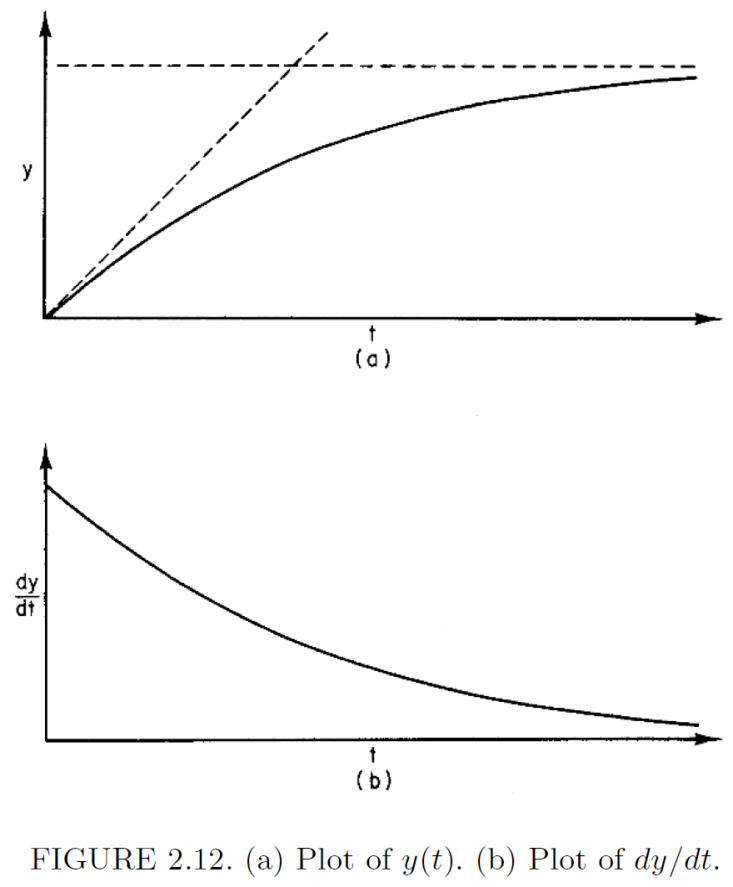 y
t
(a)
dy
dt
t
(b)
FIGURE 2.12. (a) Plot of y(t). (b) Plot of dy/dt.